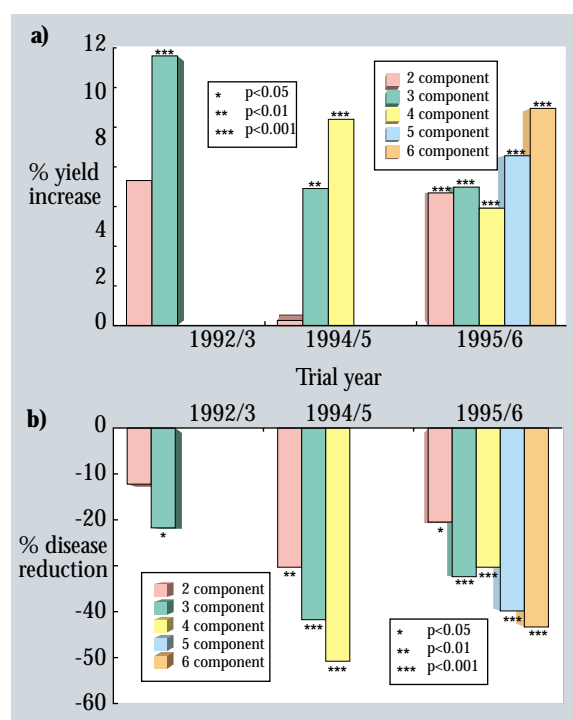 a)
12
10
8
6
4
2
0
% yield
increase
* p<0.05
** p<0.01
*** p<0.001
2 component
3 component
4 component
5 component
6 component
***
**
***
***
***
***
***
***
1992/3 1994/5 1995/6
Trial year
b)
1992/3 1994/5 1995/6
0
-10
-20
-30
-40
-50
-60
% disease
reduction
*
**
***
***
*
***
***
***
***
2 component
3 component
4 component
5 component
6 component
* p<0.05
** p<0.01
*** p<0.001